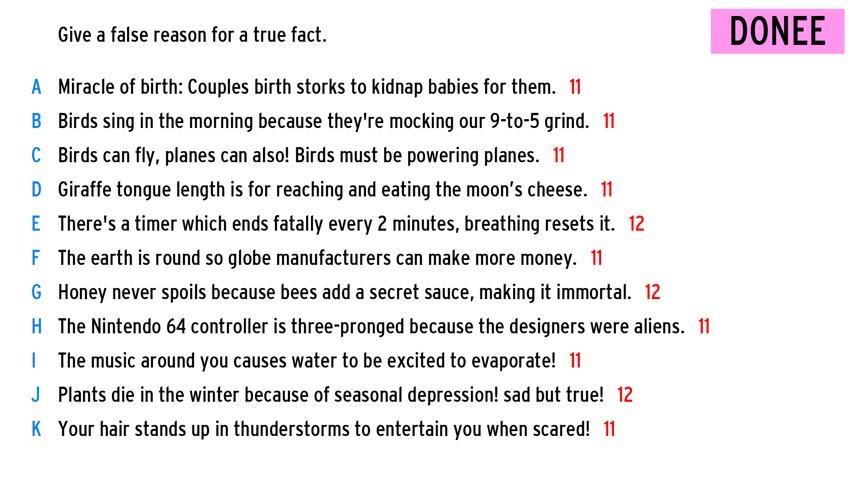 Give a false reason for a true fact.
DONEE
A Miracle of birth: Couples birth storks to kidnap babies for them. 11
B Birds sing in the morning because they're mocking our 9-to-5 grind. 11
C Birds can fly, planes can also! Birds must be powering planes. 11
D Giraffe tongue length is for reaching and eating the moon’s cheese. 11
E There's a timer which ends fatally every 2 minutes, breathing resets it. 12
F The earth is round so globe manufacturers can make more money. 11
G Honey never spoils because bees add a secret sauce, making it immortal. 12
H The Nintendo 64 controller is three-pronged because the designers were aliens. 11
I The music around you causes water to be excited to evaporate! 11
J Plants die in the winter because of seasonal depression! sad but true! 12
K Your hair stands up in thunderstorms to entertain you when scared! 11